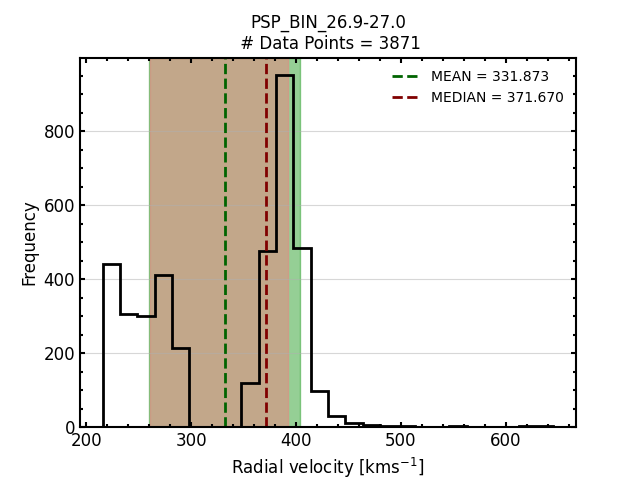 PSP_BIN_26.9-27.0
# Data Points = 3871
MEAN = 331.873
MEDIAN = 371.670
Frequency
800
600
400
200
0
200 300 400 500 600
Radial velocity [kms⁻¹]